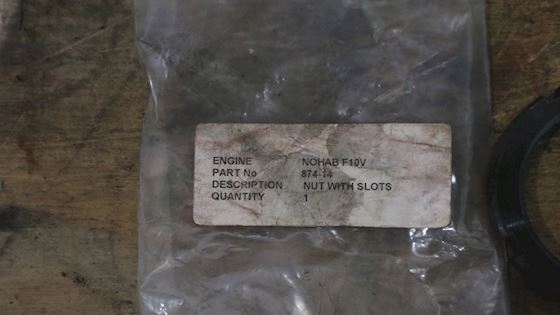 ENGINE NOHAB F10V
PART No 874-14
DESCRIPTION NUT WITH SLOTS
QUANTITY 1